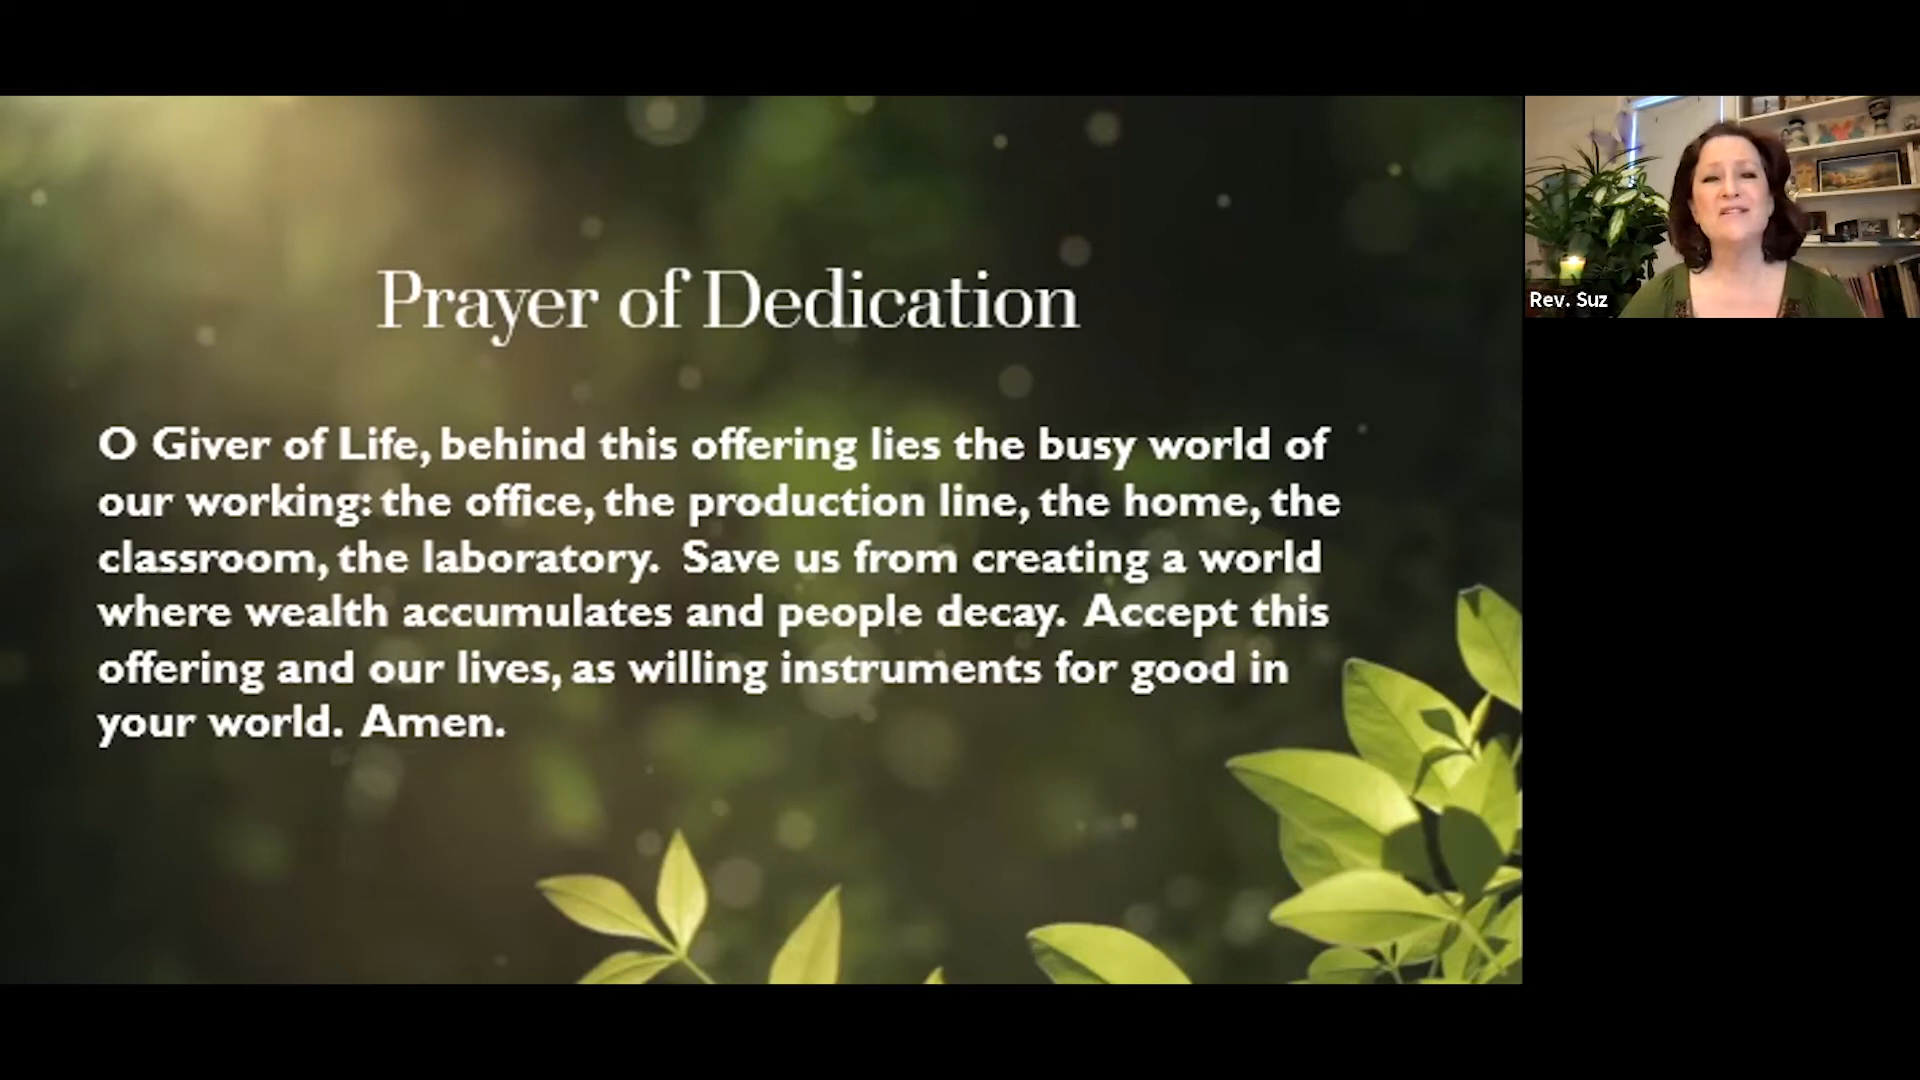 Prayer of Dedication
O Giver of Life, behind this offering lies the busy world of
our working: the office, the production line, the home, the
classroom, the laboratory.  Save us from creating a world
where wealth accumulates and people decay.  Accept this
offering and our lives, as willing instruments for good in
your world.  Amen.
Rev. Suz